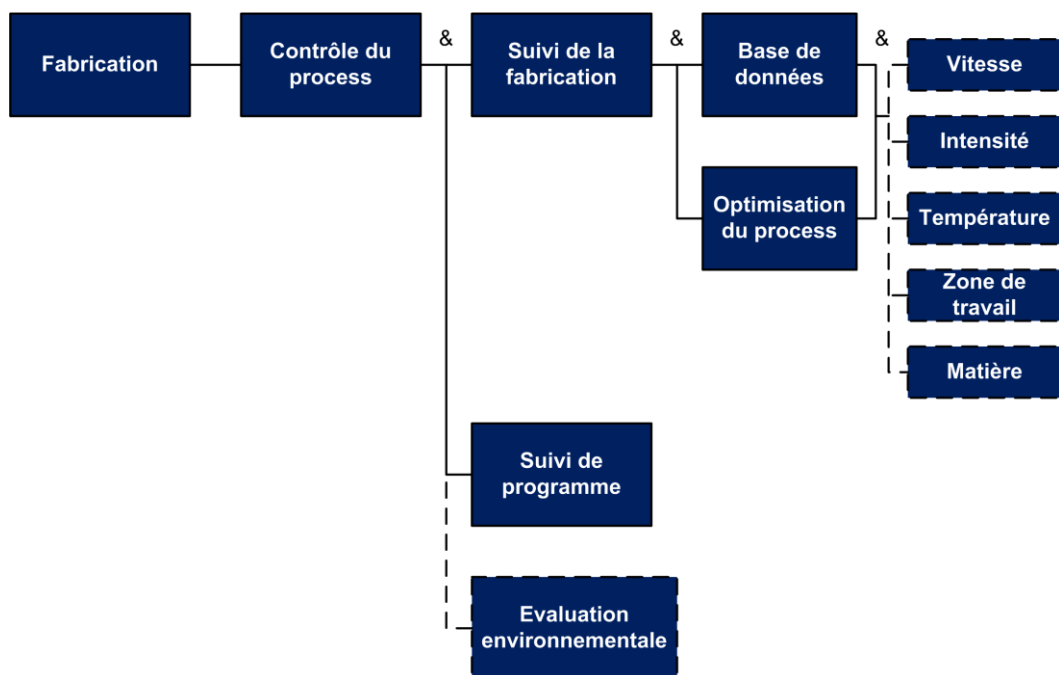 Fabrication
Contrôle du
process
&
Suivi de la
fabrication
&
Base de
données
&
Vitesse
Intensité
Optimisation
du process
Température
Zone de
travail
Matière
Suivi de
programme
Evaluation
environnementale